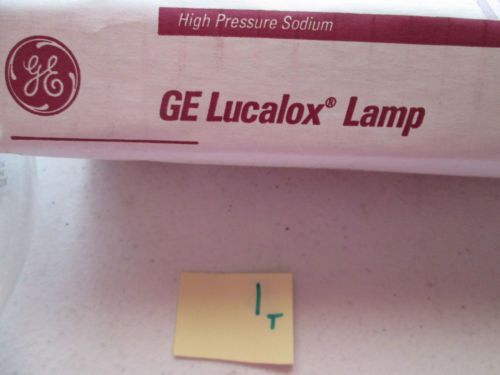 High Pressure Sodium
GE
GE Lucalox® Lamp
1T